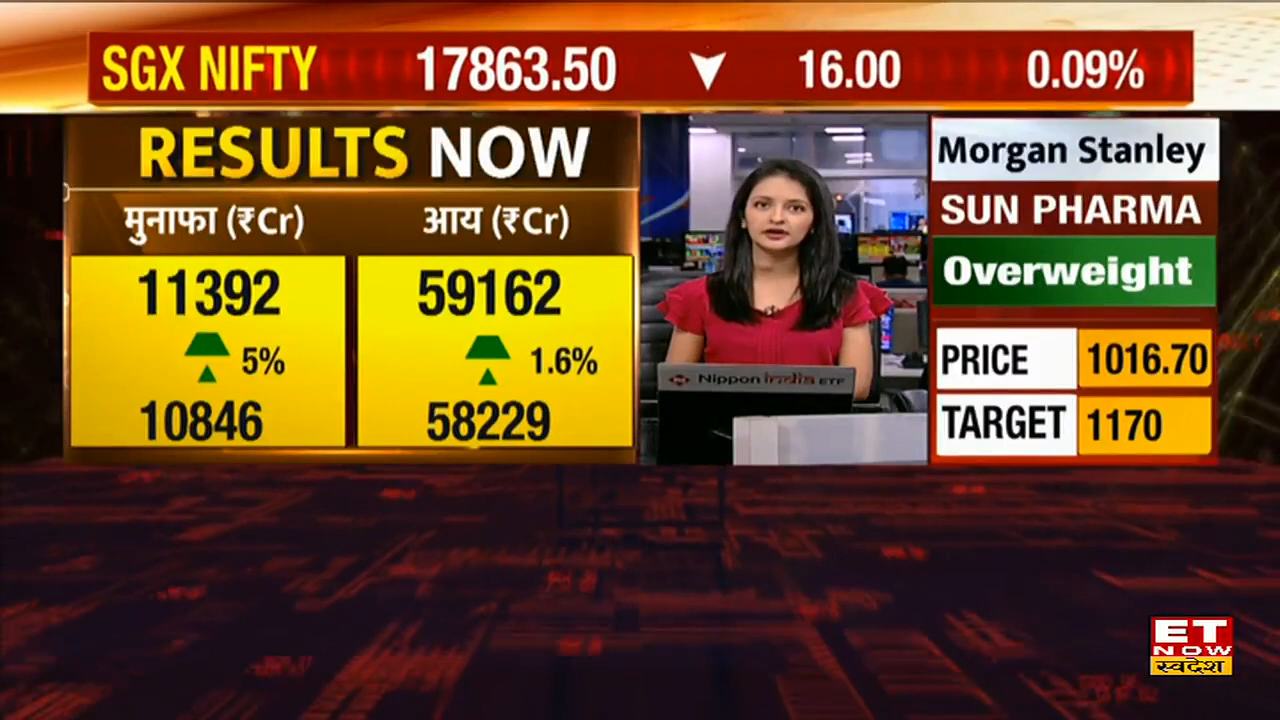 SGX NIFTY 17863.50 ▼ 16.00 0.09%
RESULTS NOW
मुनाफा (₹Cr) आय (₹Cr)
11392 59162
5% 1.6%
10846 58229
Nippon india ETF
Morgan Stanley
SUN PHARMA
Overweight
PRICE 1016.70
TARGET 1170
ET
NOW
स्वदेश